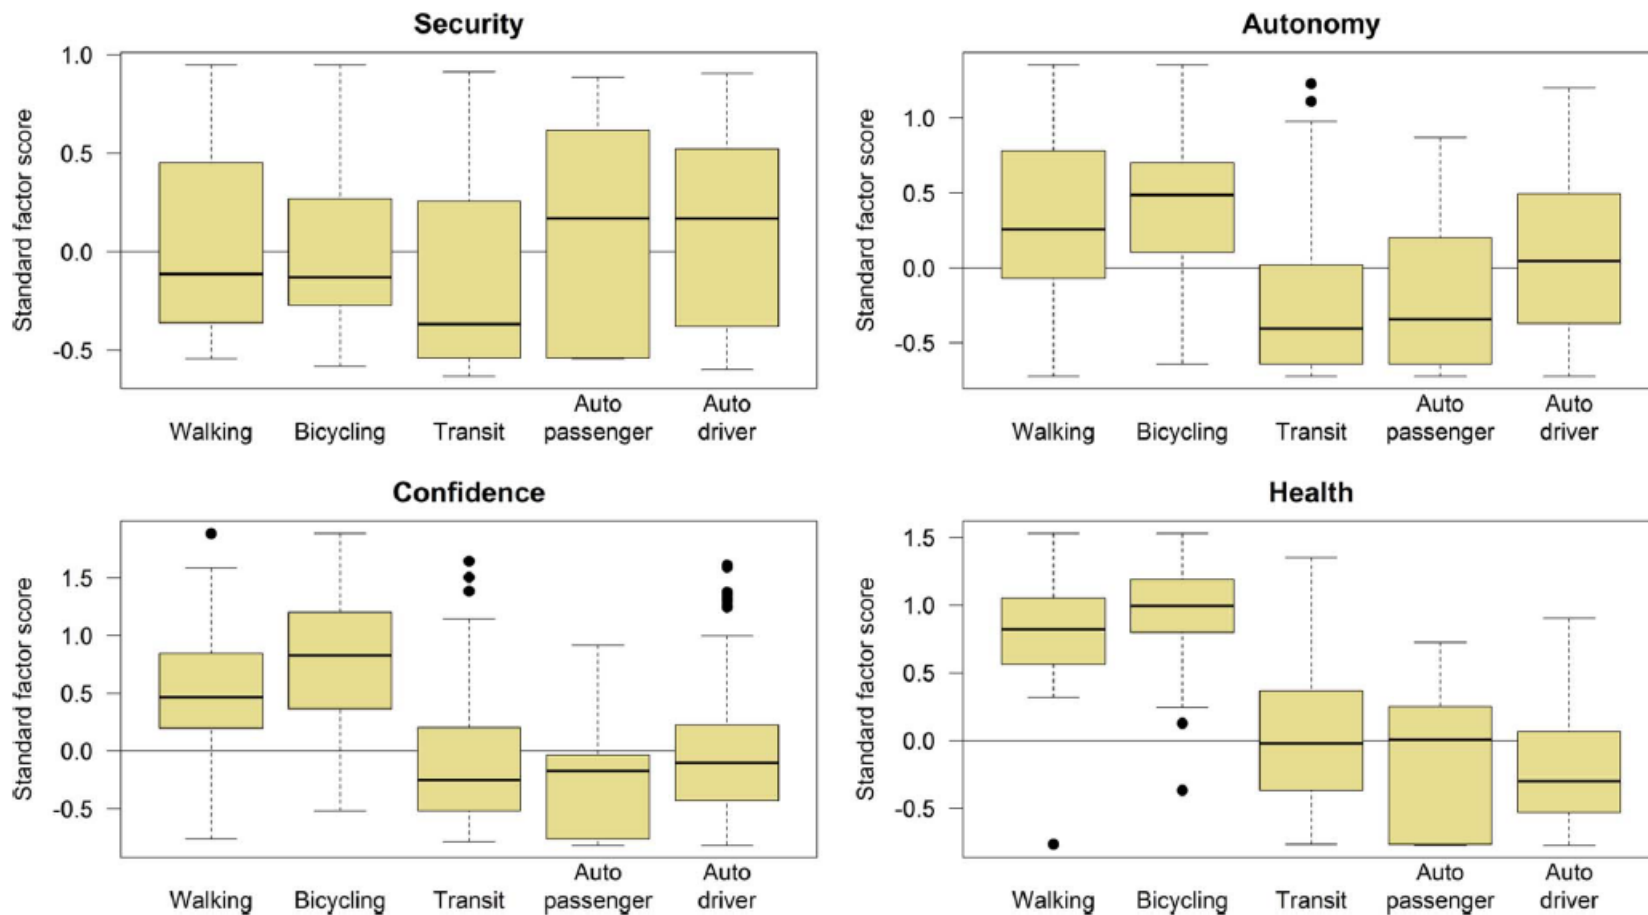 Security
Standard factor score
1.0
0.5
0.0
-0.5
Walking
Bicycling
Transit
Auto
passenger
Auto
driver
Autonomy
Standard factor score
1.0
0.5
0.0
-0.5
Walking
Bicycling
Transit
Auto
passenger
Auto
driver
Confidence
Standard factor score
1.5
1.0
0.5
0.0
-0.5
Walking
Bicycling
Transit
Auto
passenger
Auto
driver
Health
Standard factor score
1.5
1.0
0.5
0.0
-0.5
Walking
Bicycling
Transit
Auto
passenger
Auto
driver